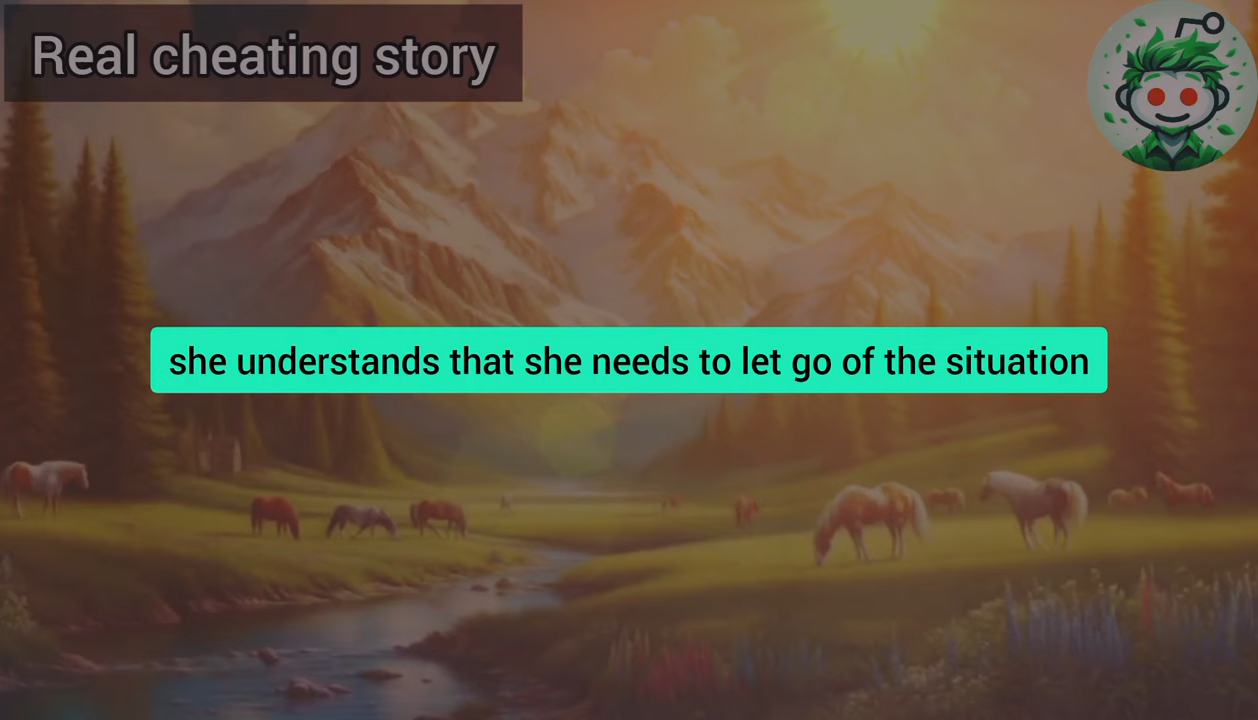 Real cheating story
she understands that she needs to let go of the situation